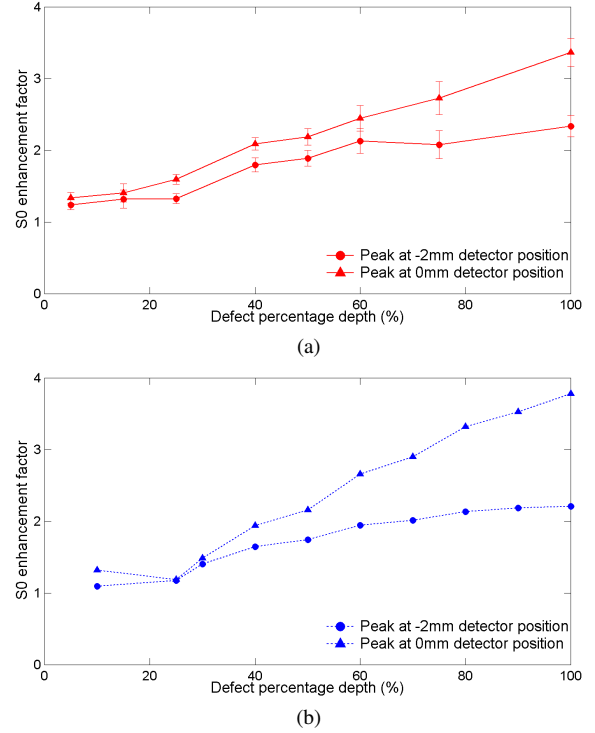 4
3
2
1
0
S0 enhancement factor
Peak at -2mm detector position
Peak at 0mm detector position
0 20 40 60 80 100
Defect percentage depth (%)
(a)
4
3
2
1
0
S0 enhancement factor
Peak at -2mm detector position
Peak at 0mm detector position
0 20 40 60 80 100
Defect percentage depth (%)
(b)